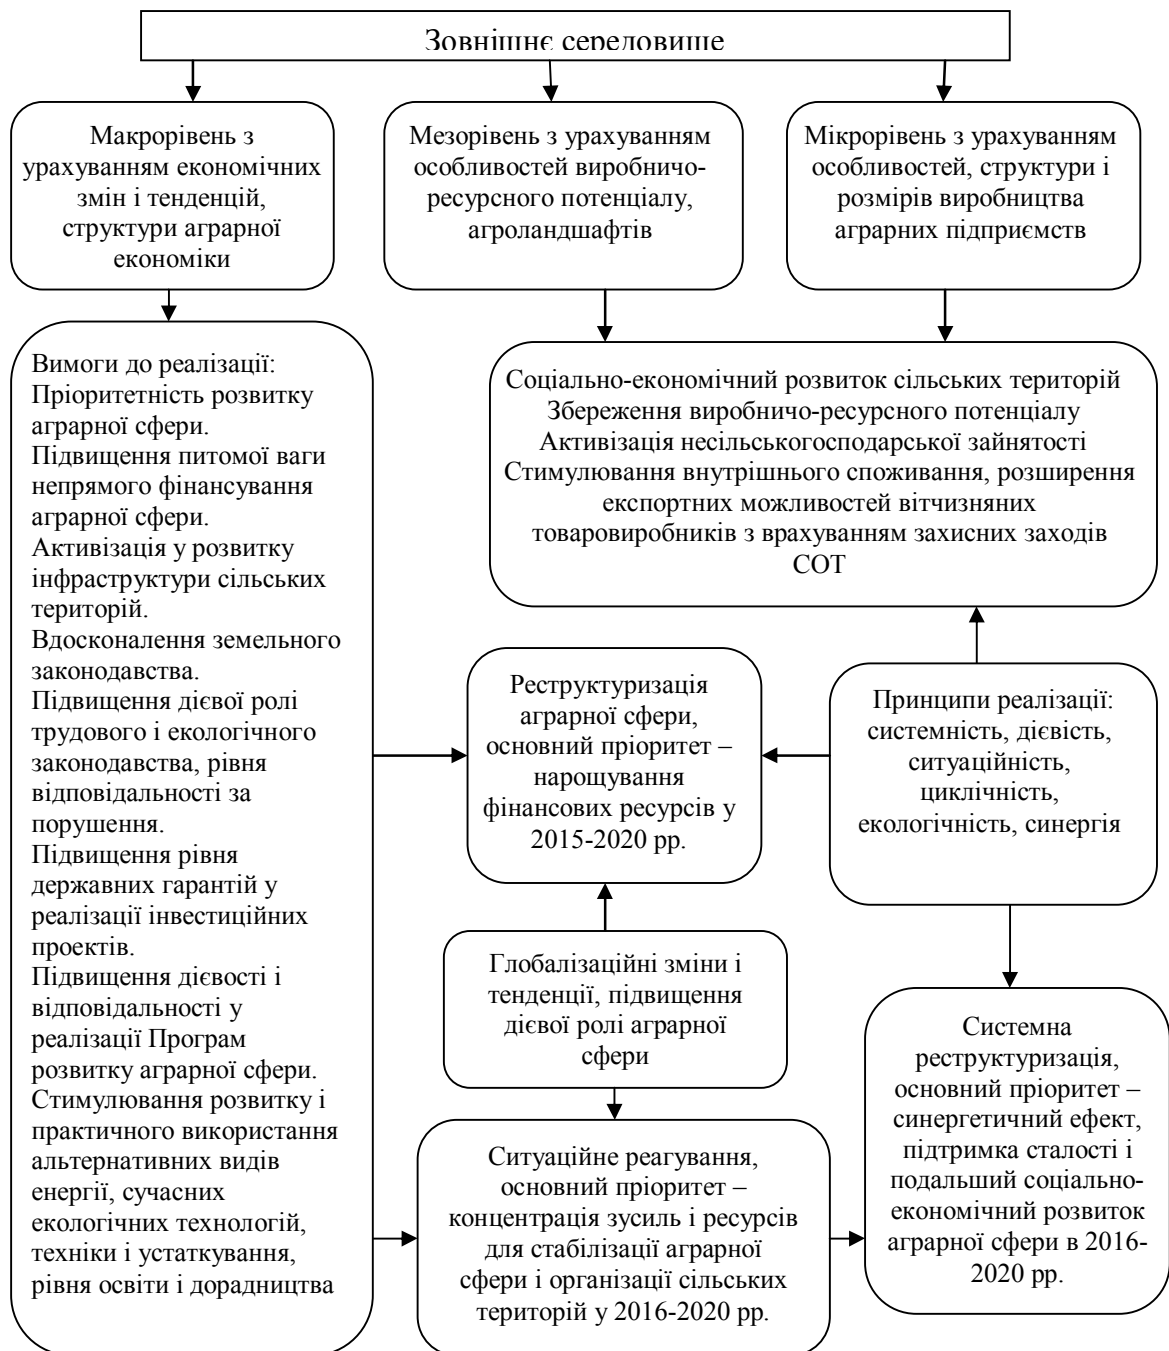 Зовнішнє середовище
Макрорівень з
урахуванням економічних
змін і тенденцій,
структури аграрної
економіки
Мезорівень з урахуванням
особливостей виробничо-
ресурсного потенціалу,
агроландшафтів
Мікрорівень з урахуванням
особливостей, структури і
розмірів виробництва
аграрних підприємств
Вимоги до реалізації:
Пріоритетність розвитку
аграрної сфери.
Підвищення питомої ваги
непрямого фінансування
аграрної сфери.
Активізація у розвитку
інфраструктури сільських
територій.
Вдосконалення земельного
законодавства.
Підвищення дієвої ролі
трудового і екологічного
законодавства, рівня
відповідальності за
порушення.
Підвищення рівня
державних гарантій у
реалізації інвестиційних
проектів.
Підвищення дієвості і
відповідальності у
реалізації Програм
розвитку аграрної сфери.
Стимулювання розвитку і
практичного використання
альтернативних видів
енергії, сучасних
екологічних технологій,
техніки і устаткування,
рівня освіти і дорадництва
Соціально-економічний розвиток сільських територій
Збереження виробничо-ресурсного потенціалу
Активізація несільськогосподарської зайнятості
Стимулювання внутрішнього споживання, розширення
експортних можливостей вітчизняних
товаровиробників з врахуванням захисних заходів
СОТ
Реструктуризація
аграрної сфери,
основний пріоритет –
нарощування
фінансових ресурсів у
2015-2020 рр.
Принципи реалізації:
системність, дієвість,
ситуаційність,
циклічність,
екологічність, синергія
Глобалізаційні зміни і
тенденції, підвищення
дієвої ролі аграрної
сфери
Ситуаційне реагування,
основний пріоритет –
концентрація зусиль і ресурсів
для стабілізації аграрної
сфери і організації сільських
територій у 2016-2020 рр.
Системна
реструктуризація,
основний пріоритет –
синергетичний ефект,
підтримка сталості і
подальший соціально-
економічний розвиток
аграрної сфери в 2016-
2020 рр.